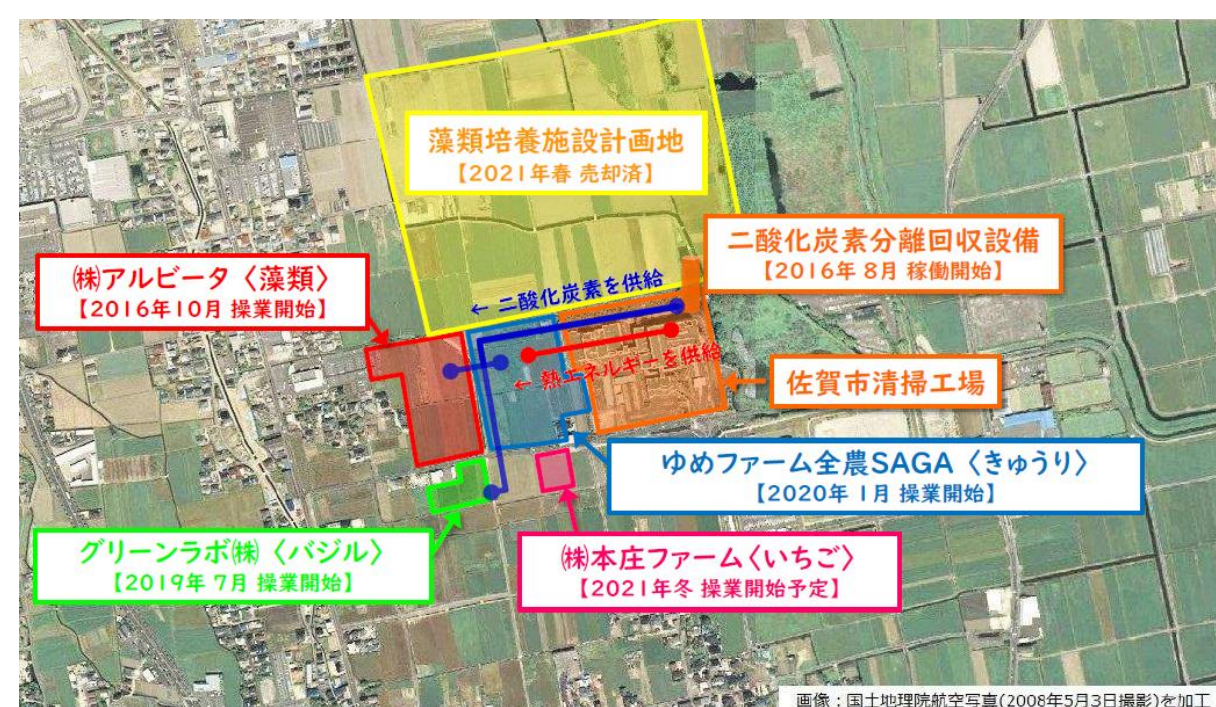 藻類培養施設計画地
【2021年春 売却済】
二酸化炭素分離回収設備
【2016年 8月 稼働開始】
㈱アルビータ〈藻類〉
【2016年10月 操業開始】
← 二酸化炭素を供給
← 熱エネルギーを供給
佐賀市清掃工場
ゆめファーム全農SAGA〈きゅうり〉
【2020年 1月 操業開始】
グリーンラボ㈱〈バジル〉
【2019年 7月 操業開始】
㈱本庄ファーム〈いちご〉
【2021年冬 操業開始予定】
画像：国土地理院航空写真(2008年5月3日撮影)を加工